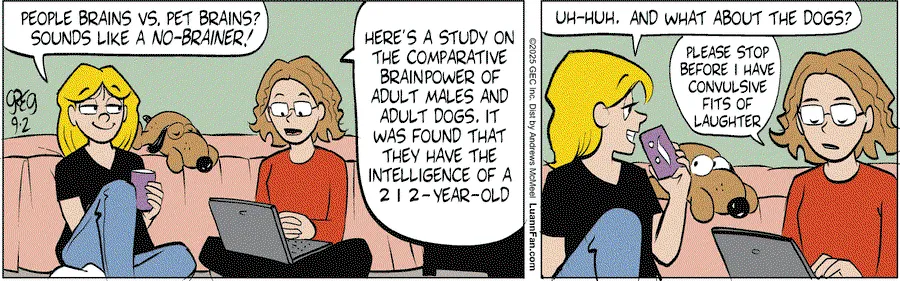 PEOPLE BRAINS VS. PET BRAINS?
SOUNDS LIKE A NO-BRAINER!
GREG
9-2
HERE'S A STUDY ON
THE COMPARATIVE
BRAINPOWER OF
ADULT MALES AND
ADULT DOGS. IT
WAS FOUND THAT
THEY HAVE THE
INTELLIGENCE OF A
2 1 2-YEAR-OLD
©2025 GEC Inc. Dist by Andrews McMeel LuannFan.com
UH-HUH. AND WHAT ABOUT THE DOGS?
PLEASE STOP
BEFORE I HAVE
CONVULSIVE
FITS OF
LAUGHTER